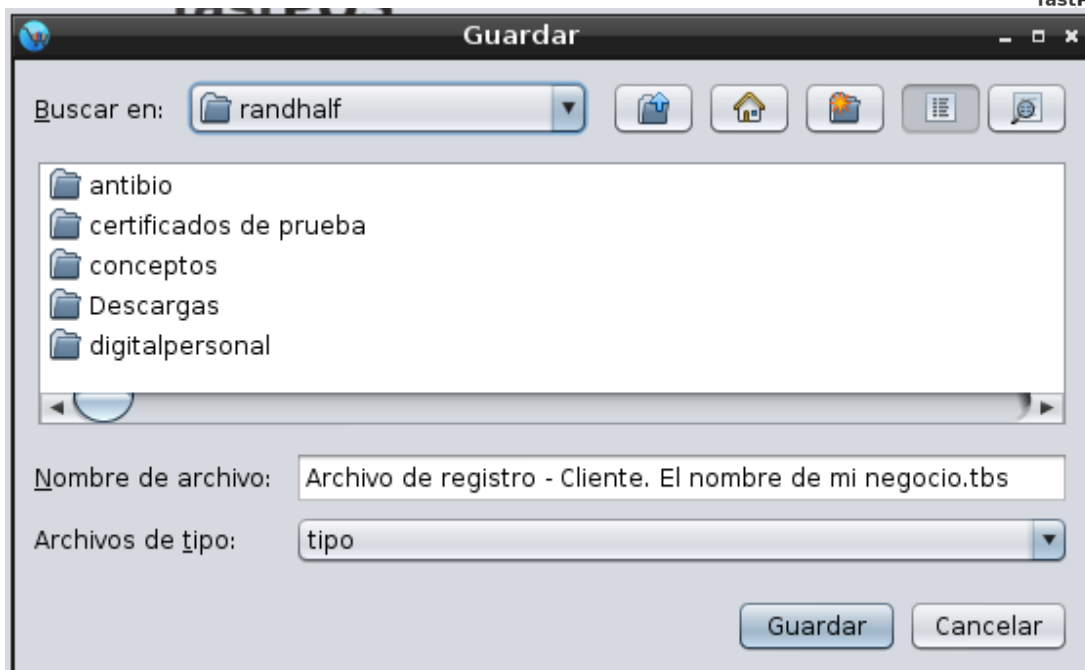 Guardar
Buscar en: randhalf
antibio
certificados de prueba
conceptos
Descargas
digitalpersonal
Nombre de archivo: Archivo de registro - Cliente. El nombre de mi negocio.tbs
Archivos de tipo: tipo
Guardar Cancelar